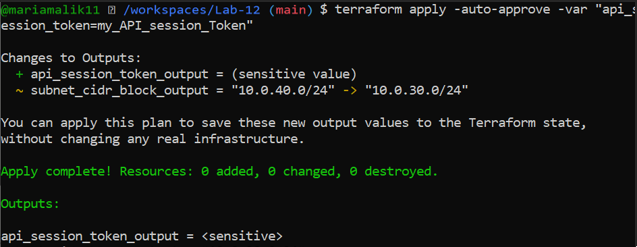 @mariamalik11 /workspaces/Lab-12 (main) $ terraform apply -auto-approve -var "api_s
ession_token=my_API_session_Token"
Changes to Outputs:
+ api_session_token_output = (sensitive value)
~ subnet_cidr_block_output = "10.0.40.0/24" -> "10.0.30.0/24"
You can apply this plan to save these new output values to the Terraform state,
without changing any real infrastructure.
Apply complete! Resources: 0 added, 0 changed, 0 destroyed.
Outputs:
api_session_token_output = <sensitive>